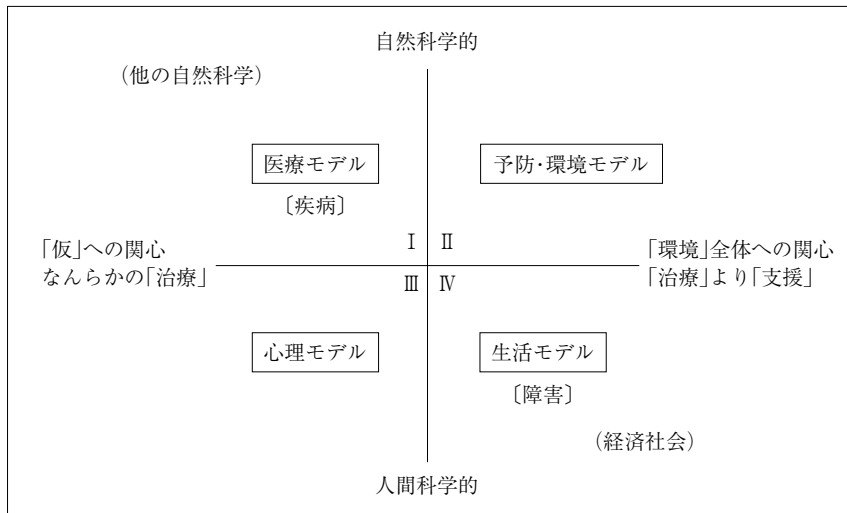 自然科学的
(他の自然科学)
医療モデル
予防・環境モデル
〔疾病〕
Ⅰ Ⅱ
「仮」への関心
なんらかの「治療」
「環境」全体への関心
「治療」より「支援」
Ⅲ Ⅳ
心理モデル
生活モデル
〔障害〕
(経済社会)
人間科学的